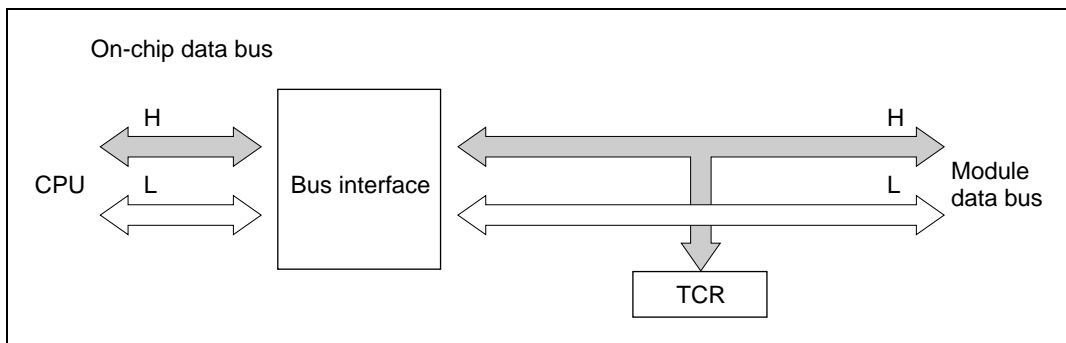 On-chip data bus
H
H
CPU
L
Bus interface
L
Module
data bus
TCR